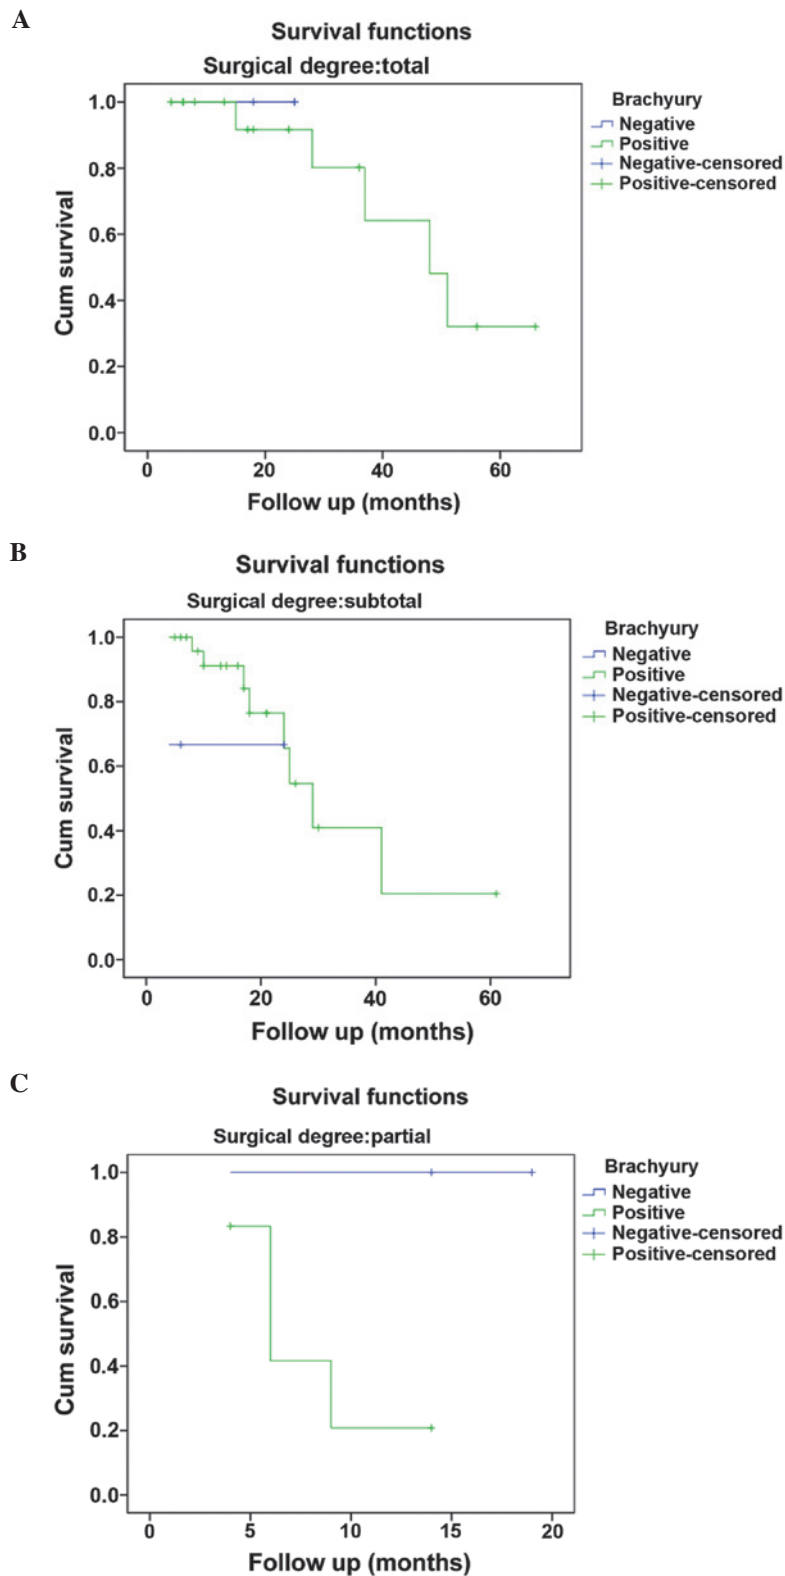 A
Survival functions
Surgical degree:total
1.0
0.8
0.6
0.4
0.2
0.0
Cum survival
0 20 40 60
Follow up (months)
Brachyury
Negative
Positive
Negative-censored
Positive-censored
B
Survival functions
Surgical degree:subtotal
1.0
0.8
0.6
0.4
0.2
0.0
Cum survival
0 20 40 60
Follow up (months)
Brachyury
Negative
Positive
Negative-censored
Positive-censored
C
Survival functions
Surgical degree:partial
1.0
0.8
0.6
0.4
0.2
0.0
Cum survival
0 5 10 15 20
Follow up (months)
Brachyury
Negative
Positive
Negative-censored
Positive-censored